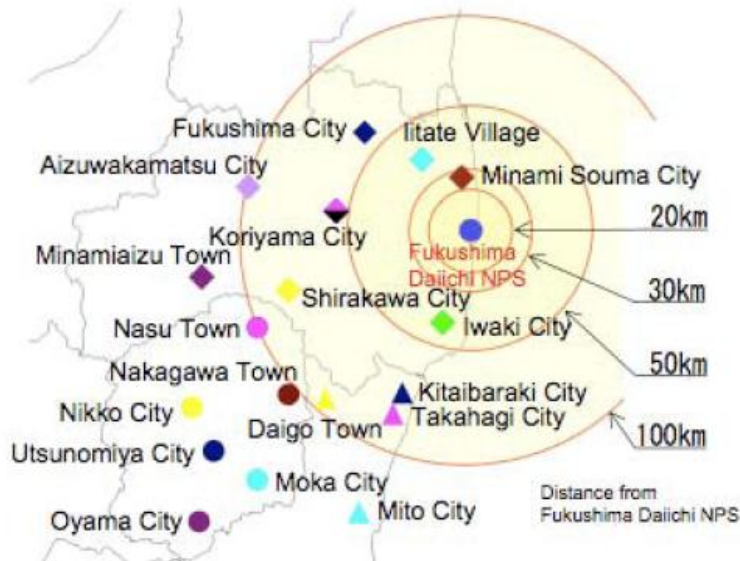 Fukushima City
Iitate Village
Aizuwakamatsu City
Minami Souma City
20km
Koriyama City
Fukushima
Daiichi NPS
Minamiaizu Town
30km
Shirakawa City
Nasu Town
Iwaki City
50km
Nakagawa Town
Kitaibaraki City
Nikko City
Daigo Town
Takahagi City
100km
Utsunomiya City
Moka City
Distance from
Fukushima Daiichi NPS
Oyama City
Mito City